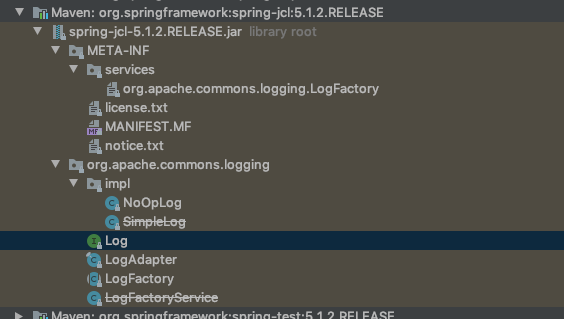 Maven: org.springframework:spring-jcl:5.1.2.RELEASE
spring-jcl-5.1.2.RELEASE.jar library root
META-INF
services
org.apache.commons.logging.LogFactory
license.txt
MF MANIFEST.MF
notice.txt
org.apache.commons.logging
impl
C NoOpLog
C SimpleLog
I Log
C LogAdapter
C LogFactory
C LogFactoryService
Maven: org.springframework:spring-test:5.1.2.RELEASE